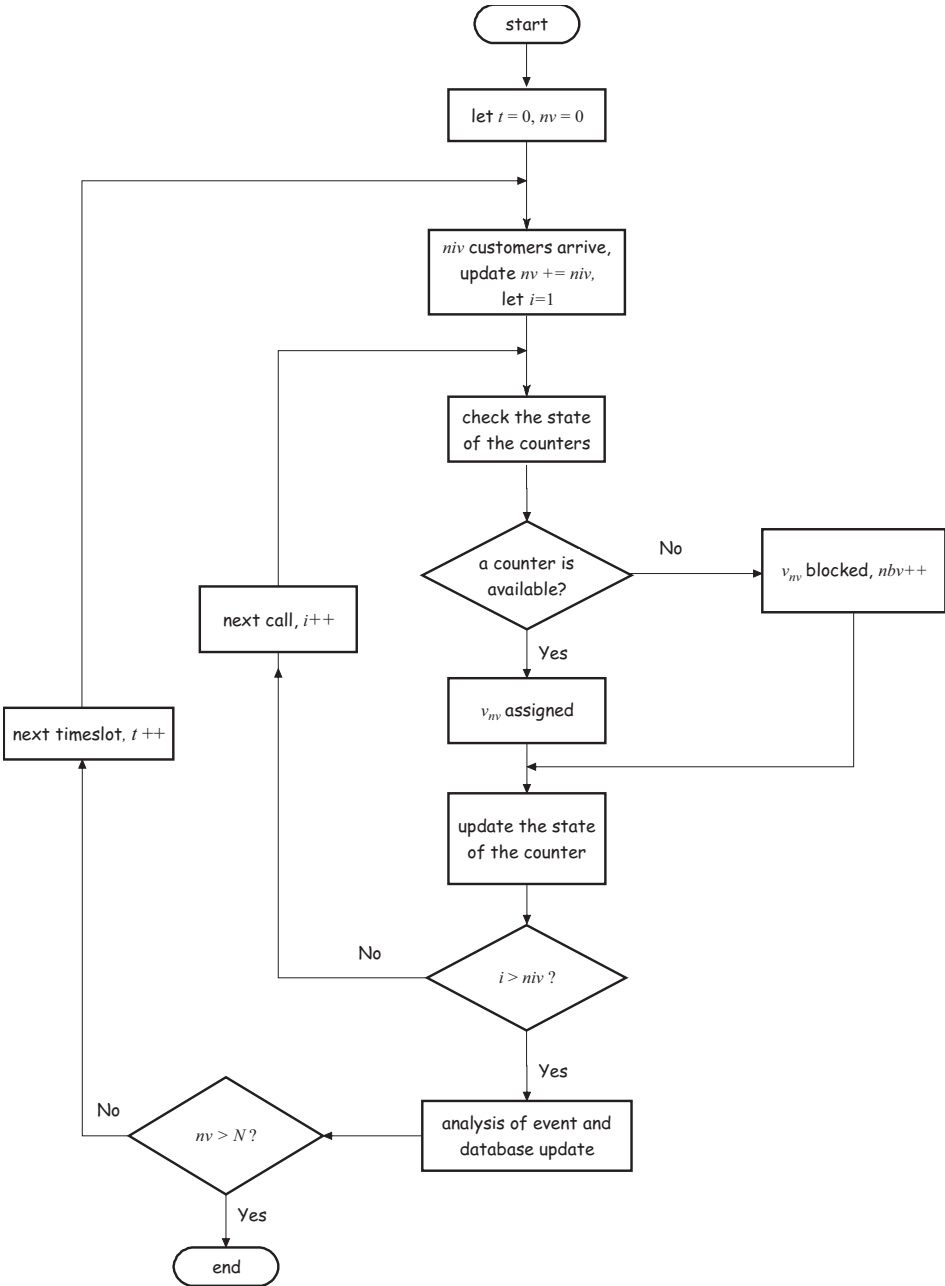 start
let t = 0, nv = 0
niv customers arrive,
update nv += niv,
let i=1
check the state
of the counters
a counter is
available?
No
v_nv blocked, nbv++
next call, i++
Yes
v_nv assigned
next timeslot, t ++
update the state
of the counter
No
i > niv ?
Yes
analysis of event and
database update
No
nv > N ?
Yes
end